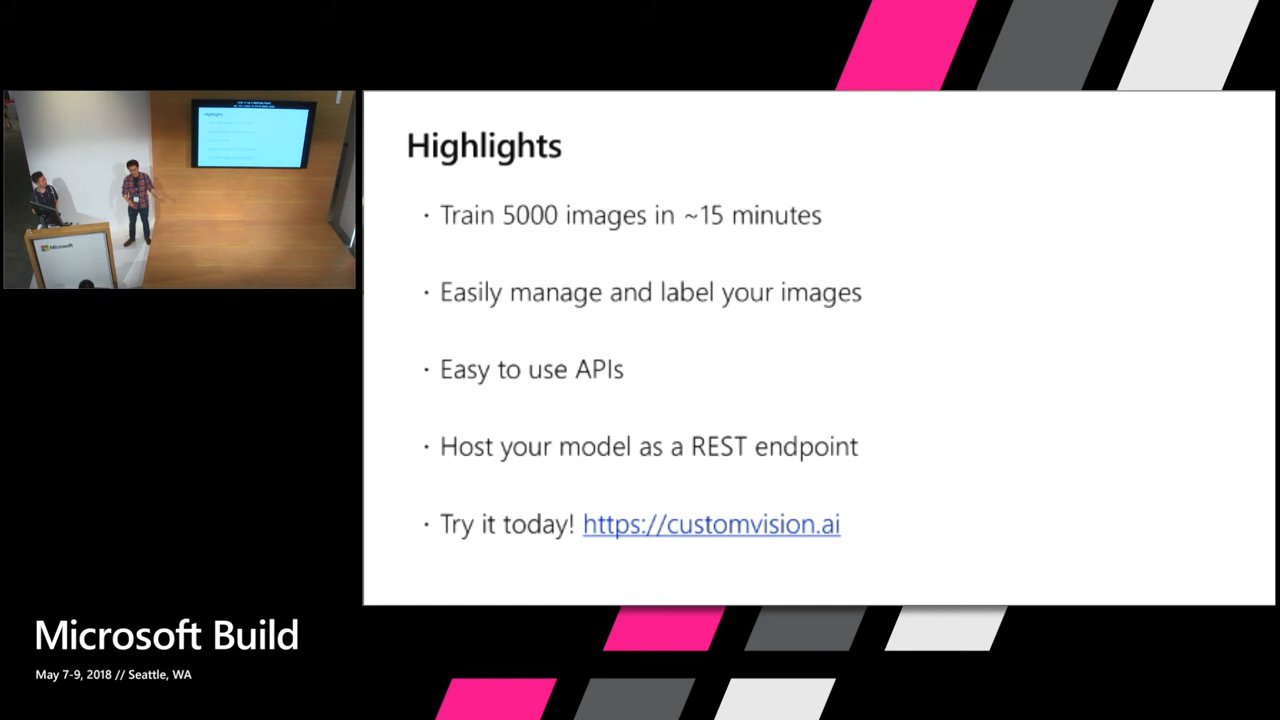 Highlights
· Train 5000 images in ~15 minutes
· Easily manage and label your images
· Easy to use APIs
· Host your model as a REST endpoint
· Try it today! https://customvision.ai
Microsoft
Microsoft Build
May 7-9, 2018 // Seattle, WA